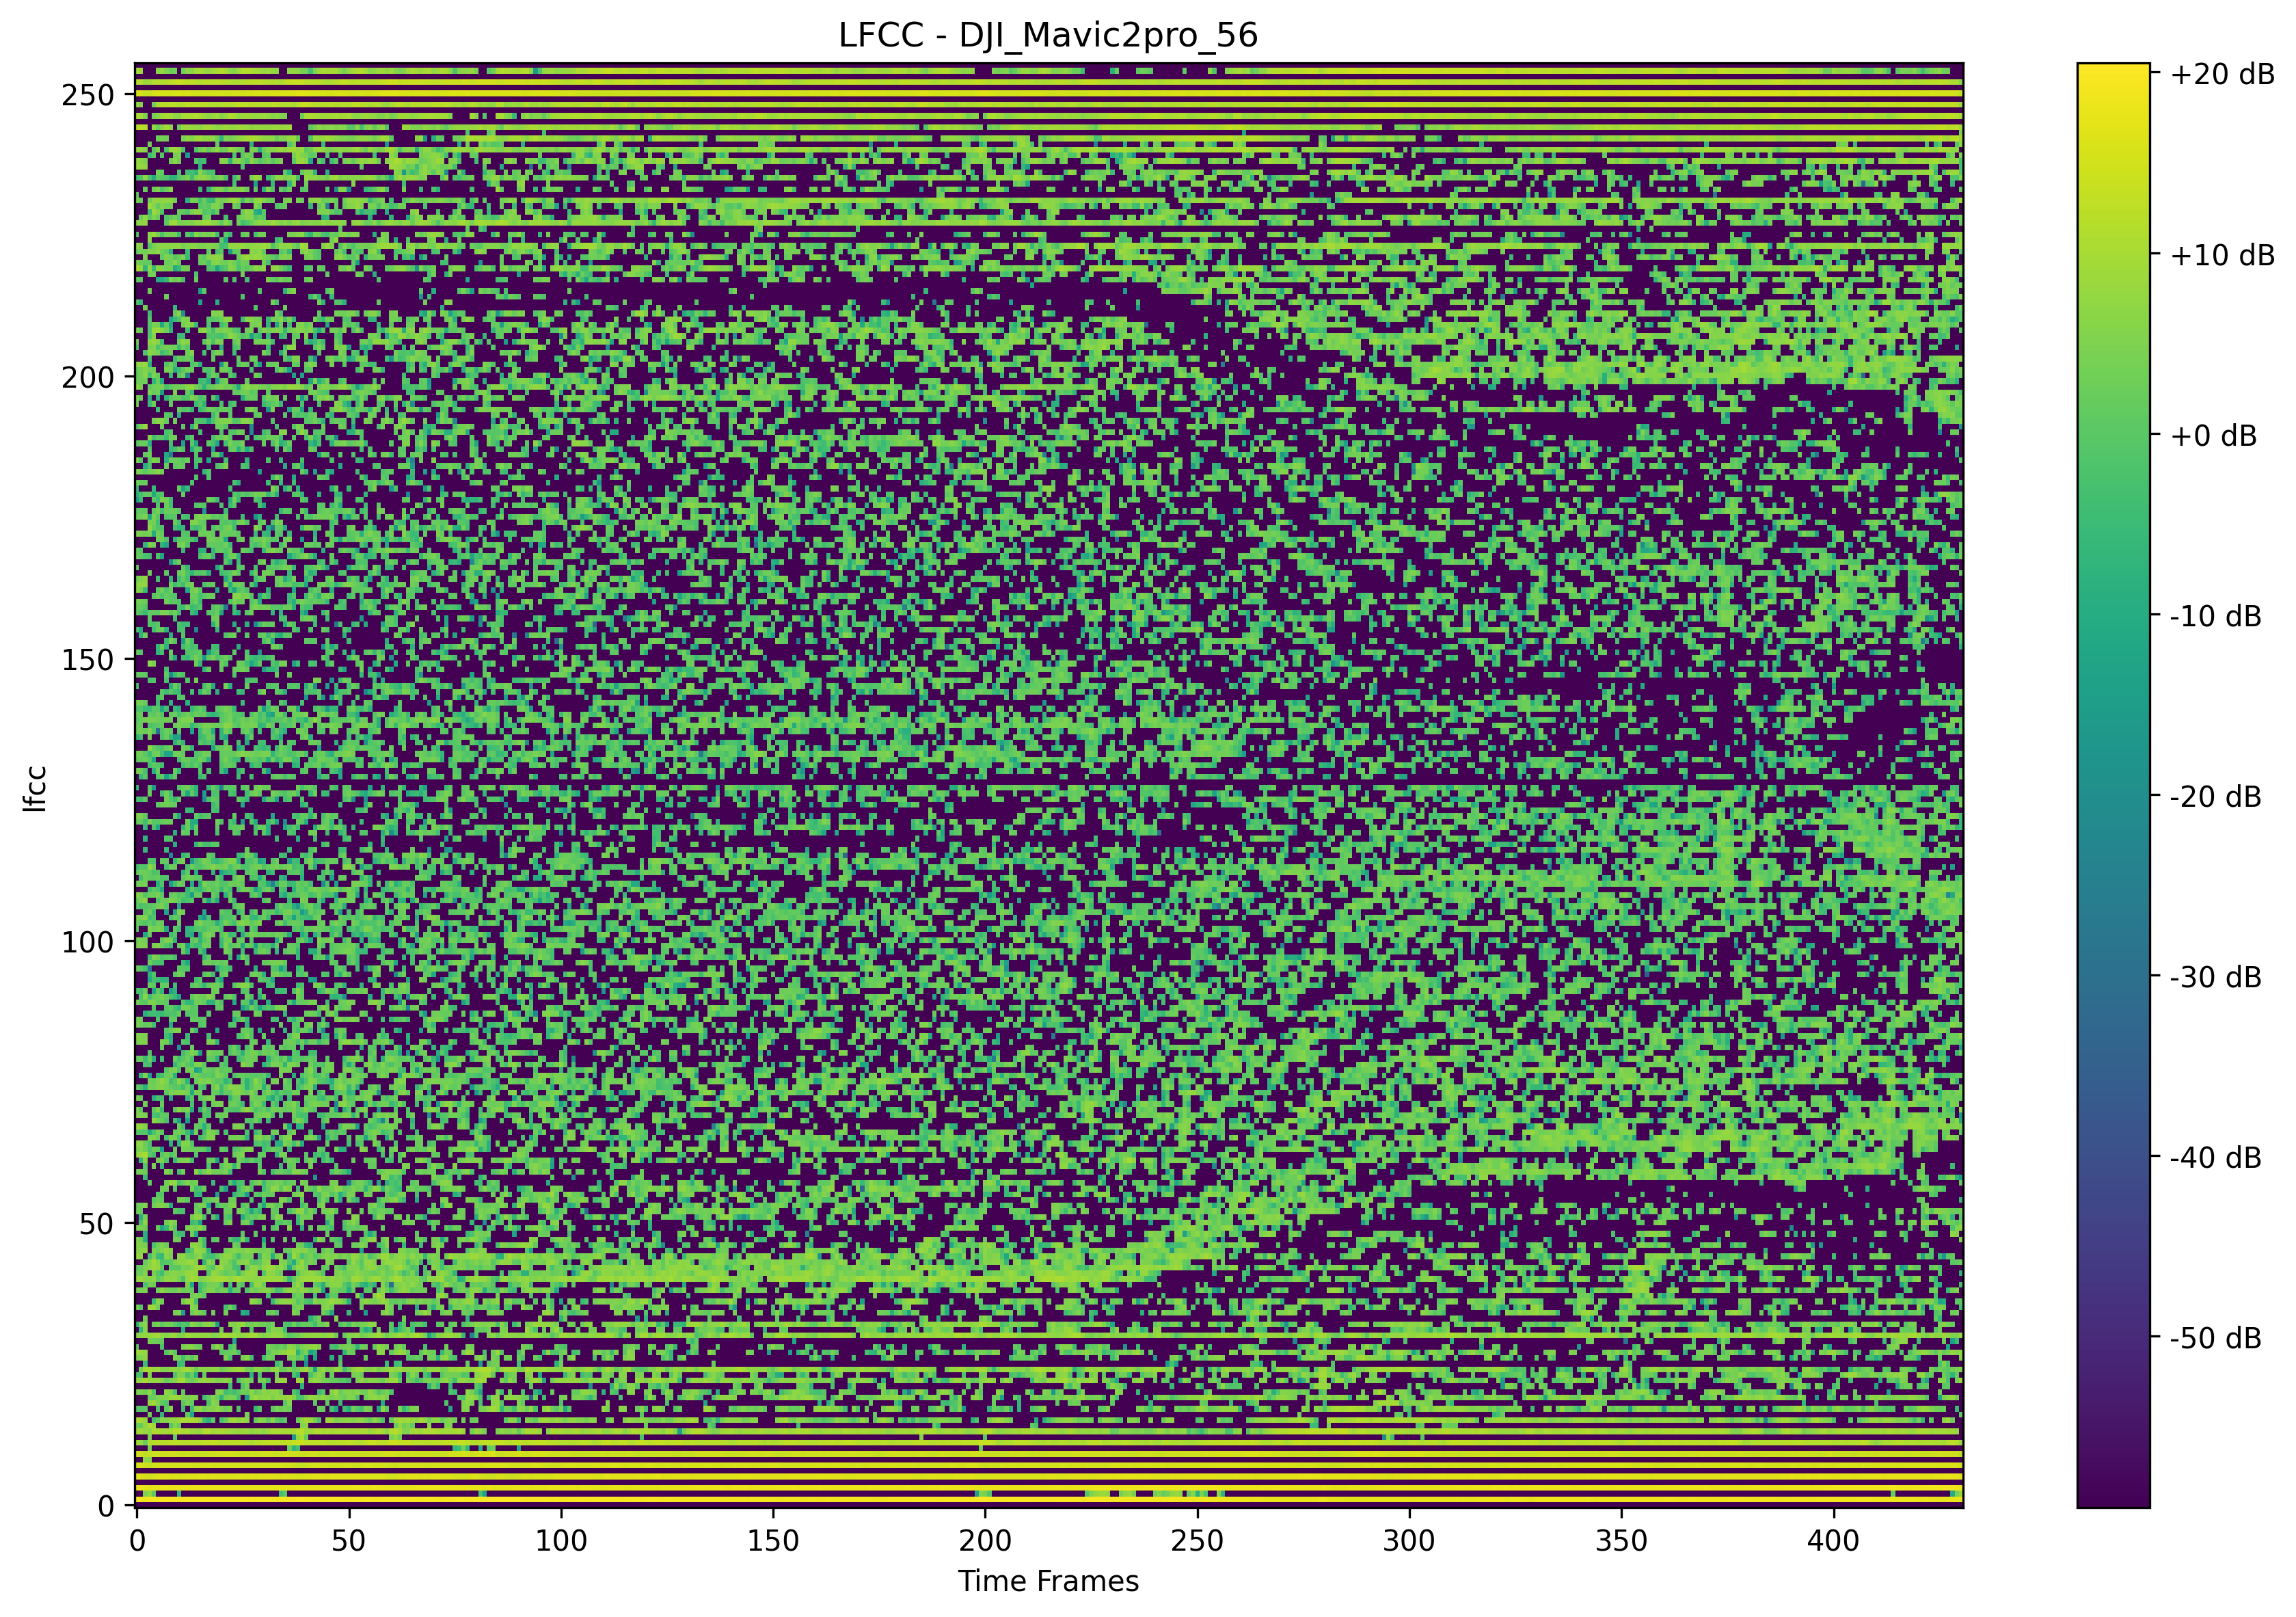 LFCC - DJI_Mavic2pro_56
250
200
150
100
50
0
lfcc
0 50 100 150 200 250 300 350 400
Time Frames
+20 dB
+10 dB
+0 dB
-10 dB
-20 dB
-30 dB
-40 dB
-50 dB